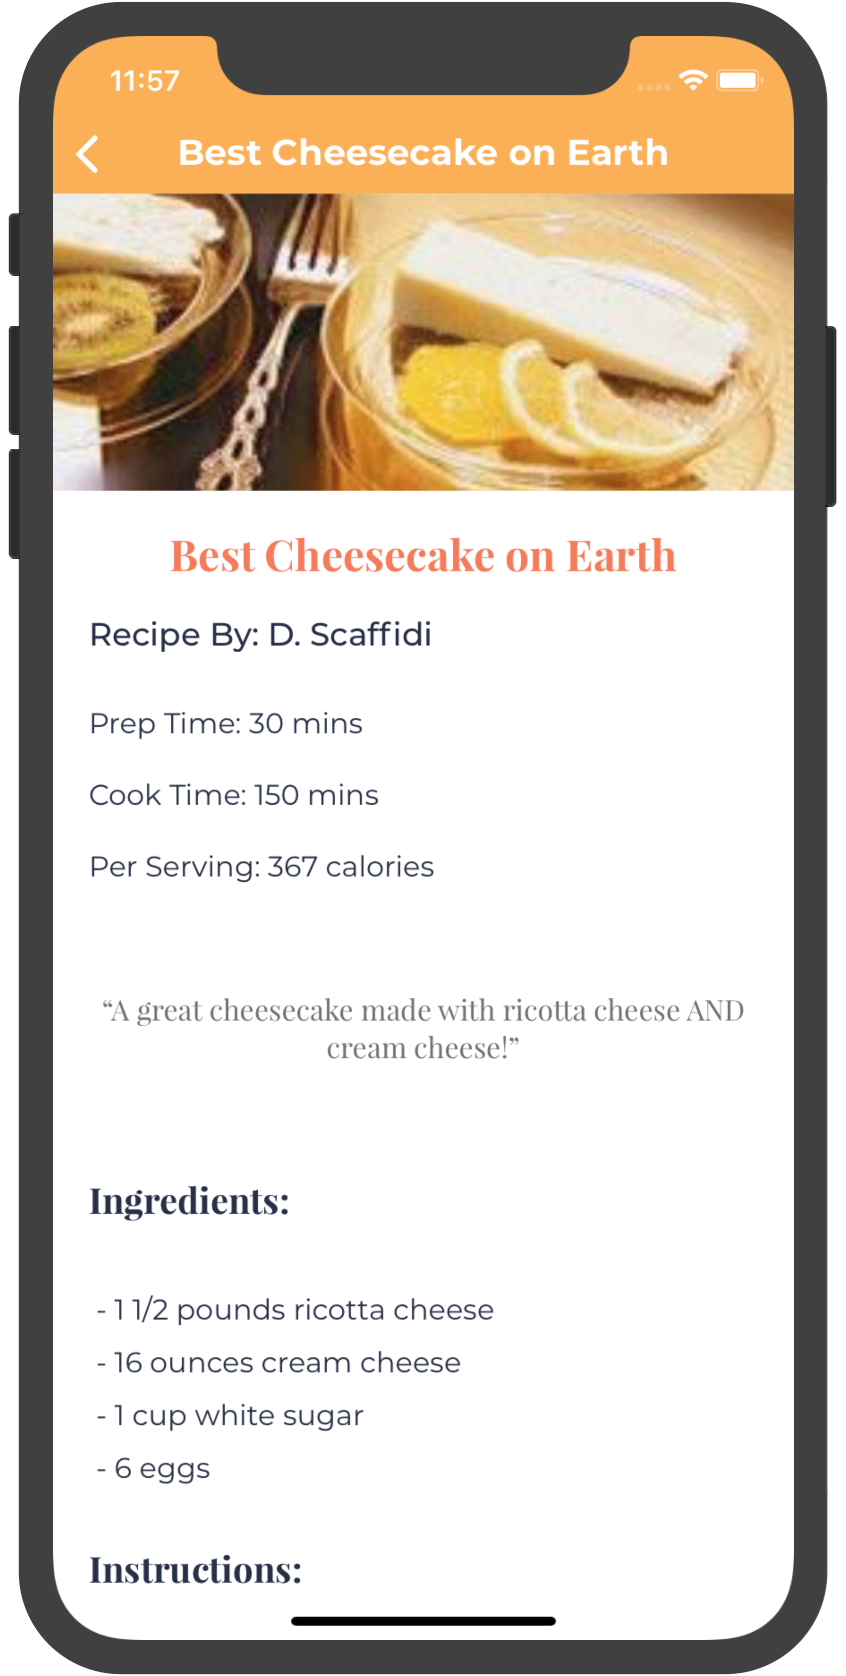 11:57
Best Cheesecake on Earth
Best Cheesecake on Earth
Recipe By: D. Scaffidi
Prep Time: 30 mins
Cook Time: 150 mins
Per Serving: 367 calories
“A great cheesecake made with ricotta cheese AND
cream cheese!”
Ingredients:
- 1 1/2 pounds ricotta cheese
- 16 ounces cream cheese
- 1 cup white sugar
- 6 eggs
Instructions: